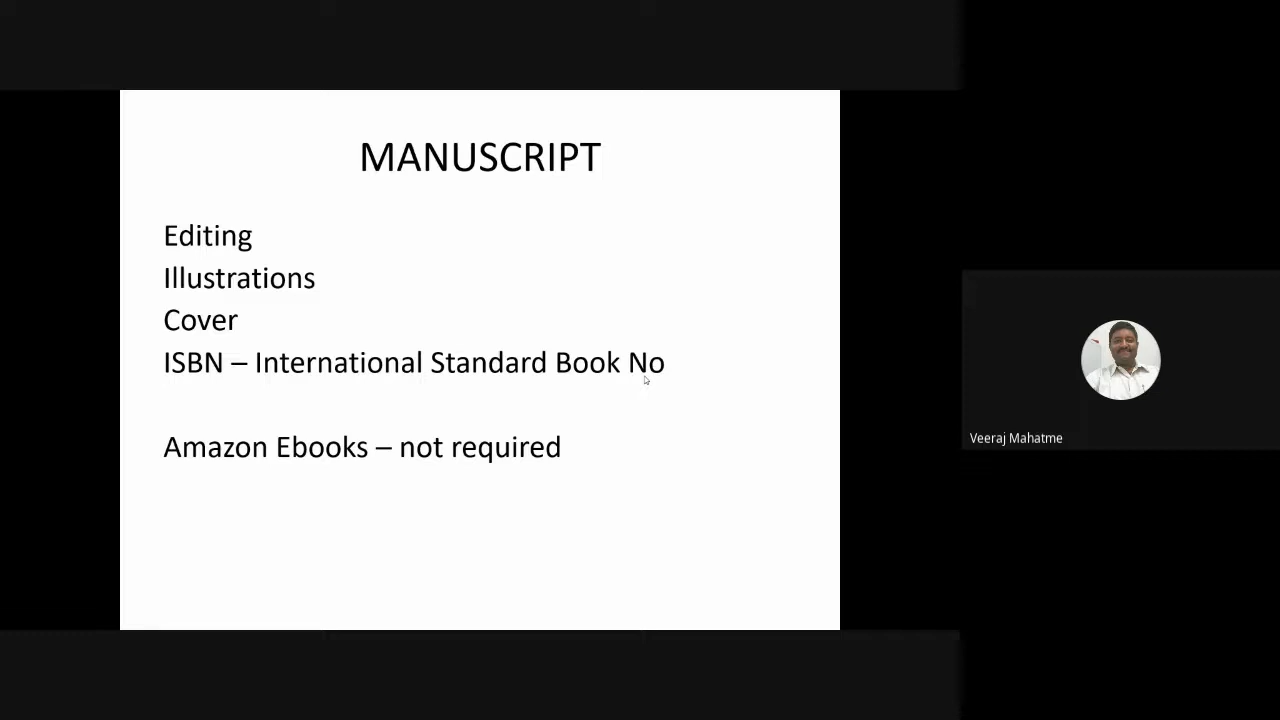 MANUSCRIPT
Editing
Illustrations
Cover
ISBN – International Standard Book No
Amazon Ebooks – not required
Veeraj Mahatme